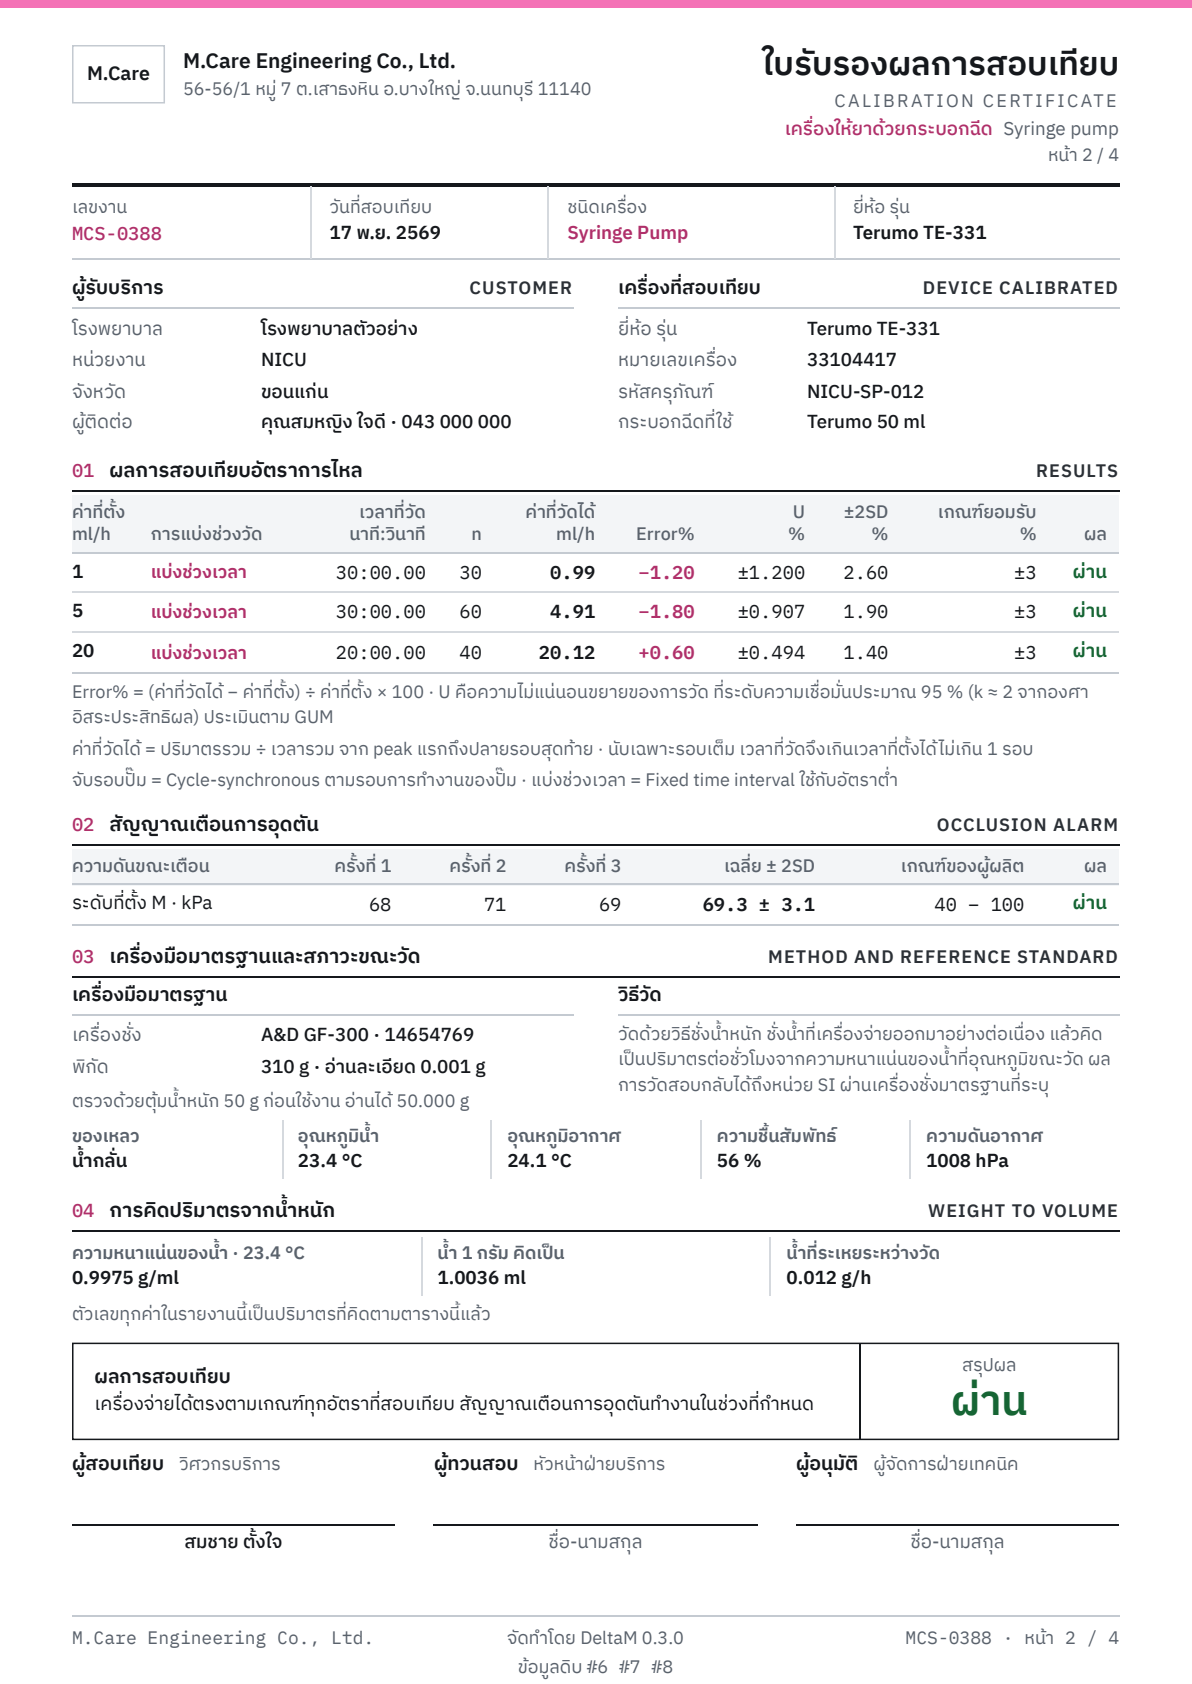 M.Care
M.Care Engineering Co., Ltd.
56-56/1 หมู่ 7 ต.เสาธงหิน อ.บางใหญ่ จ.นนทบุรี 11140
ใบรับรองผลการสอบเทียบ
CALIBRATION CERTIFICATE
เครื่องให้ยาด้วยกระบอกฉีด Syringe pump
หน้า 2 / 4
เลขงาน วันที่สอบเทียบ ชนิดเครื่อง ยี่ห้อ รุ่น
MCS-0388 17 พ.ย. 2569 Syringe Pump Terumo TE-331
ผู้รับบริการ CUSTOMER
โรงพยาบาล โรงพยาบาลตัวอย่าง
หน่วยงาน NICU
จังหวัด ขอนแก่น
ผู้ติดต่อ คุณสมหญิง ใจดี · 043 000 000
เครื่องที่สอบเทียบ DEVICE CALIBRATED
ยี่ห้อ รุ่น Terumo TE-331
หมายเลขเครื่อง 33104417
รหัสครุภัณฑ์ NICU-SP-012
กระบอกฉีดที่ใช้ Terumo 50 ml
01 ผลการสอบเทียบอัตราการไหล RESULTS
ค่าที่ตั้ง เวลาที่วัด ค่าที่วัดได้ U ±2SD เกณฑ์ยอมรับ
ml/h การแบ่งช่วงวัด นาที:วินาที n ml/h Error% % % % ผล
1 แบ่งช่วงเวลา 30:00.00 30 0.99 −1.20 ±1.200 2.60 ±3 ผ่าน
5 แบ่งช่วงเวลา 30:00.00 60 4.91 −1.80 ±0.907 1.90 ±3 ผ่าน
20 แบ่งช่วงเวลา 20:00.00 40 20.12 +0.60 ±0.494 1.40 ±3 ผ่าน
Error% = (ค่าที่วัดได้ − ค่าที่ตั้ง) ÷ ค่าที่ตั้ง × 100 · U คือความไม่แน่นอนขยายของการวัด ที่ระดับความเชื่อมั่นประมาณ 95 % (k ≈ 2 จากองศา
อิสระประสิทธิผล) ประเมินตาม GUM
ค่าที่วัดได้ = ปริมาตรรวม ÷ เวลารวม จาก peak แรกถึงปลายรอบสุดท้าย · นับเฉพาะรอบเต็ม เวลาที่วัดจึงเกินเวลาที่ตั้งได้ไม่เกิน 1 รอบ
จับรอบปั๊ม = Cycle-synchronous ตามรอบการทำงานของปั๊ม · แบ่งช่วงเวลา = Fixed time interval ใช้กับอัตราต่ำ
02 สัญญาณเตือนการอุดตัน OCCLUSION ALARM
ความดันขณะเตือน ครั้งที่ 1 ครั้งที่ 2 ครั้งที่ 3 เฉลี่ย ± 2SD เกณฑ์ของผู้ผลิต ผล
ระดับที่ตั้ง M · kPa 68 71 69 69.3 ± 3.1 40 – 100 ผ่าน
03 เครื่องมือมาตรฐานและสภาวะขณะวัด METHOD AND REFERENCE STANDARD
เครื่องมือมาตรฐาน
เครื่องชั่ง A&D GF-300 · 14654769
พิกัด 310 g · อ่านละเอียด 0.001 g
ตรวจด้วยตุ้มน้ำหนัก 50 g ก่อนใช้งาน อ่านได้ 50.000 g
วิธีวัด
วัดด้วยวิธีชั่งน้ำหนัก ชั่งน้ำที่เครื่องจ่ายออกมาอย่างต่อเนื่อง แล้วคิด
เป็นปริมาตรต่อชั่วโมงจากความหนาแน่นของน้ำที่อุณหภูมิขณะวัด ผล
การวัดสอบกลับได้ถึงหน่วย SI ผ่านเครื่องชั่งมาตรฐานที่ระบุ
ของเหลว อุณหภูมิน้ำ อุณหภูมิอากาศ ความชื้นสัมพัทธ์ ความดันอากาศ
น้ำกลั่น 23.4 °C 24.1 °C 56 % 1008 hPa
04 การคิดปริมาตรจากน้ำหนัก WEIGHT TO VOLUME
ความหนาแน่นของน้ำ · 23.4 °C น้ำ 1 กรัม คิดเป็น น้ำที่ระเหยระหว่างวัด
0.9975 g/ml 1.0036 ml 0.012 g/h
ตัวเลขทุกค่าในรายงานนี้เป็นปริมาตรที่คิดตามตารางนี้แล้ว
ผลการสอบเทียบ
เครื่องจ่ายได้ตรงตามเกณฑ์ทุกอัตราที่สอบเทียบ สัญญาณเตือนการอุดตันทำงานในช่วงที่กำหนด
สรุปผล
ผ่าน
ผู้สอบเทียบ วิศวกรบริการ ผู้ทวนสอบ หัวหน้าฝ่ายบริการ ผู้อนุมัติ ผู้จัดการฝ่ายเทคนิค
สมชาย ตั้งใจ ชื่อ-นามสกุล ชื่อ-นามสกุล
M.Care Engineering Co., Ltd. จัดทำโดย DeltaM 0.3.0 MCS-0388 · หน้า 2 / 4
ข้อมูลดิบ #6 #7 #8